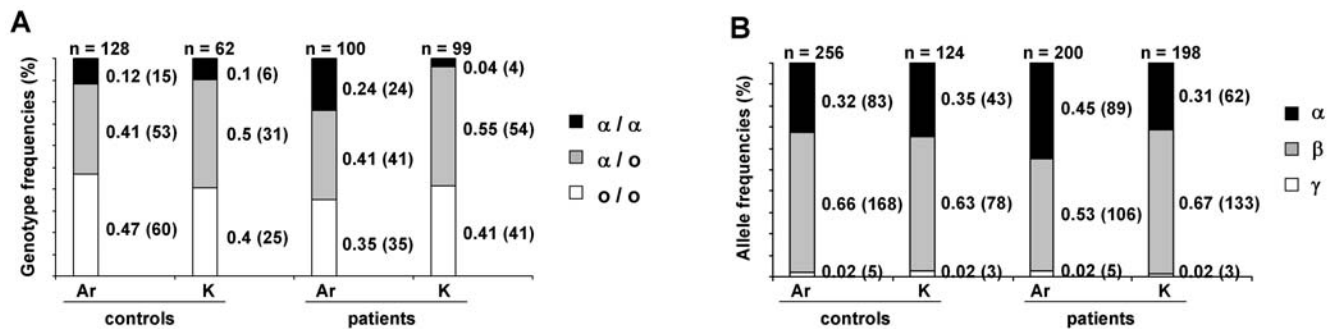 A
Genotype frequencies (%)
n = 128
n = 62
n = 100
n = 99
0.12 (15)
0.41 (53)
0.47 (60)
0.1 (6)
0.5 (31)
0.4 (25)
0.24 (24)
0.41 (41)
0.35 (35)
0.04 (4)
0.55 (54)
0.41 (41)
α / α
α / o
o / o
Ar
K
Ar
K
controls
patients
B
Allele frequencies (%)
n = 256
n = 124
n = 200
n = 198
0.32 (83)
0.66 (168)
0.02 (5)
0.35 (43)
0.63 (78)
0.02 (3)
0.45 (89)
0.53 (106)
0.02 (5)
0.31 (62)
0.67 (133)
0.02 (3)
α
β
γ
Ar
K
Ar
K
controls
patients